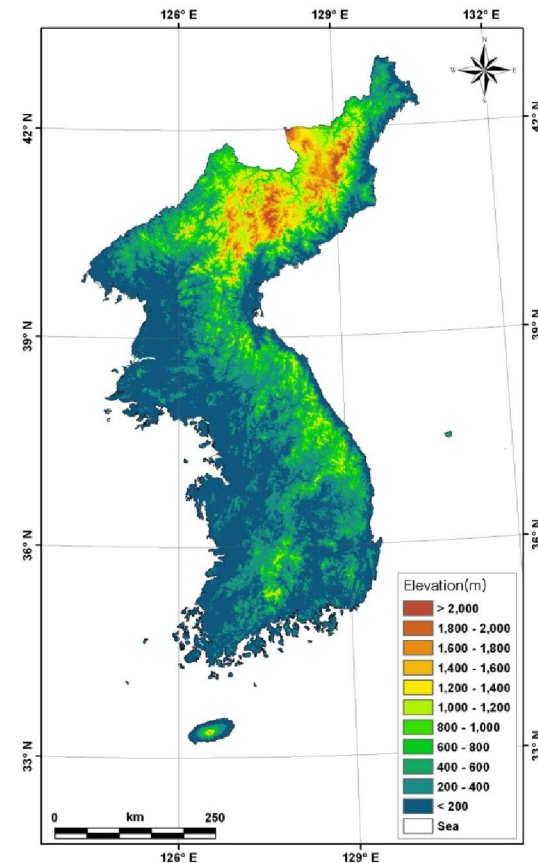 126° E 129° E 132° E
N
W E
S
42° N 42° N
39° N 39° N
36° N 36° N
33° N 33° N
Elevation(m)
> 2,000
1,800 - 2,000
1,600 - 1,800
1,400 - 1,600
1,200 - 1,400
1,000 - 1,200
800 - 1,000
600 - 800
400 - 600
200 - 400
< 200
Sea
0 km 250
126° E 129° E